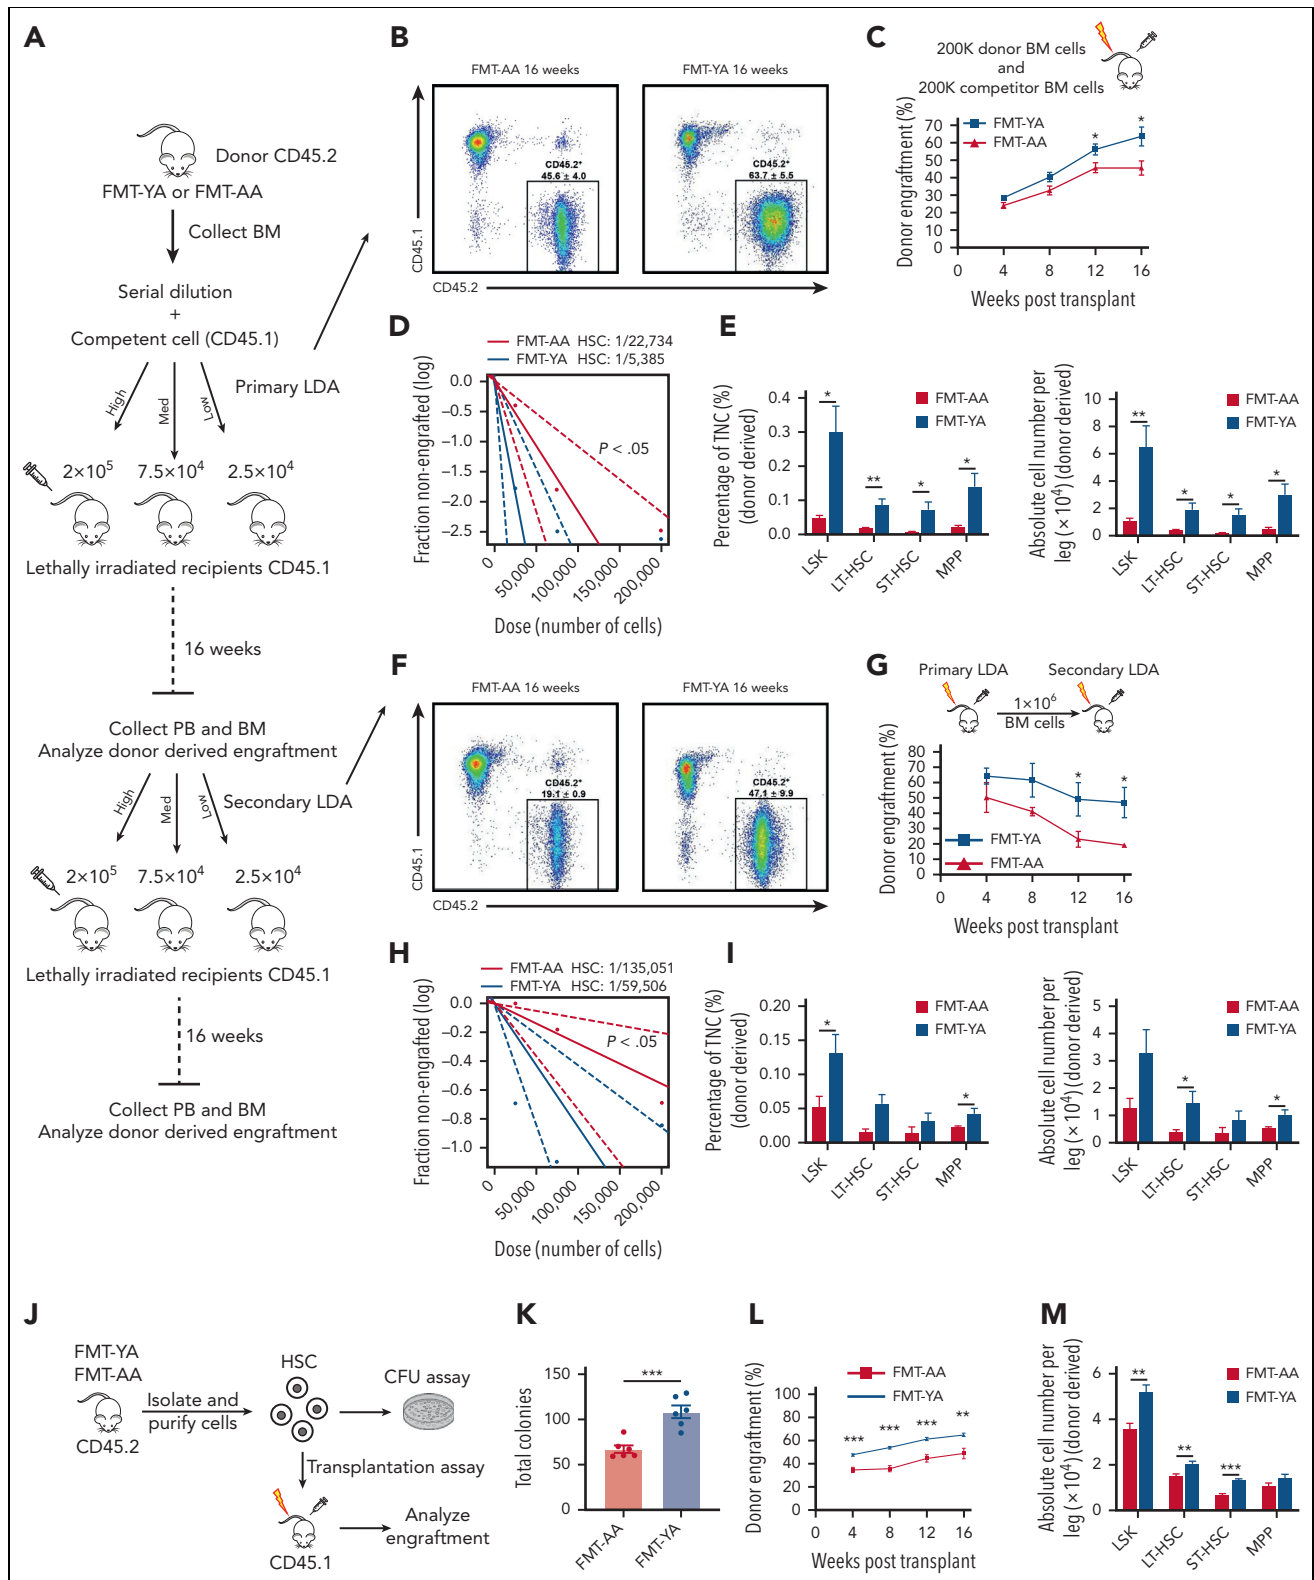 A
Donor CD45.2
FMT-YA or FMT-AA
Collect BM
Serial dilution
+
Competent cell (CD45.1)
Primary LDA
High
Med
Low
2×10⁵
7.5×10⁴
2.5×10⁴
Lethally irradiated recipients CD45.1
16 weeks
Collect PB and BM
Analyze donor derived engraftment
High
Med
Low
Secondary LDA
2×10⁵
7.5×10⁴
2.5×10⁴
Lethally irradiated recipients CD45.1
16 weeks
Collect PB and BM
Analyze donor derived engraftment
B
FMT-AA 16 weeks
FMT-YA 16 weeks
CD45.2⁺
45.6 ± 4.0
CD45.2⁺
63.7 ± 5.5
CD45.1
CD45.2
C
200K donor BM cells
and
200K competitor BM cells
Donor engraftment (%)
70
60
50
40
30
20
10
0
FMT-YA
FMT-AA
*
*
0
4
8
12
16
Weeks post transplant
D
FMT-AA HSC: 1/22,734
FMT-YA HSC: 1/5,385
Fraction non-engrafted (log)
0.0
−0.5
−1.0
−1.5
−2.0
−2.5
P < .05
0
50,000
100,000
150,000
200,000
Dose (number of cells)
E
Percentage of TNC (%)
(donor derived)
0.4
0.3
0.2
0.1
0.0
FMT-AA
FMT-YA
*
**
*
*
LSK
LT-HSC
ST-HSC
MPP
Absolute cell number per
leg (×10⁴) (donor derived)
10
8
6
4
2
0
FMT-AA
FMT-YA
**
*
*
*
LSK
LT-HSC
ST-HSC
MPP
F
FMT-AA 16 weeks
FMT-YA 16 weeks
CD45.2⁺
19.1 ± 0.9
CD45.2⁺
47.1 ± 9.9
CD45.1
CD45.2
G
Primary LDA
Secondary LDA
1×10⁶
BM cells
Donor engraftment (%)
80
70
60
50
40
30
20
10
0
*
*
FMT-YA
FMT-AA
0
4
8
12
16
Weeks post transplant
H
FMT-AA HSC: 1/135,051
FMT-YA HSC: 1/59,506
Fraction non-engrafted (log)
0.0
−0.2
−0.4
−0.6
−0.8
−1.0
P < .05
0
50,000
100,000
150,000
200,000
Dose (number of cells)
I
Percentage of TNC (%)
(donor derived)
0.20
0.15
0.10
0.05
0.00
FMT-AA
FMT-YA
*
*
LSK
LT-HSC
ST-HSC
MPP
Absolute cell number per
leg (×10⁴) (donor derived)
5
4
3
2
1
0
FMT-AA
FMT-YA
*
*
LSK
LT-HSC
ST-HSC
MPP
J
FMT-YA
FMT-AA
CD45.2
Isolate and
purify cells
HSC
CFU assay
Transplantation assay
CD45.1
Analyze
engraftment
K
Total colonies
150
100
50
0
***
FMT-AA
FMT-YA
L
Donor engraftment (%)
100
80
60
40
20
0
FMT-AA
FMT-YA
***
***
***
**
0
4
8
12
16
Weeks post transplant
M
Absolute cell number per
leg (×10⁴) (donor derived)
6
4
2
0
FMT-AA
FMT-YA
**
**
***
LSK
LT-HSC
ST-HSC
MPP